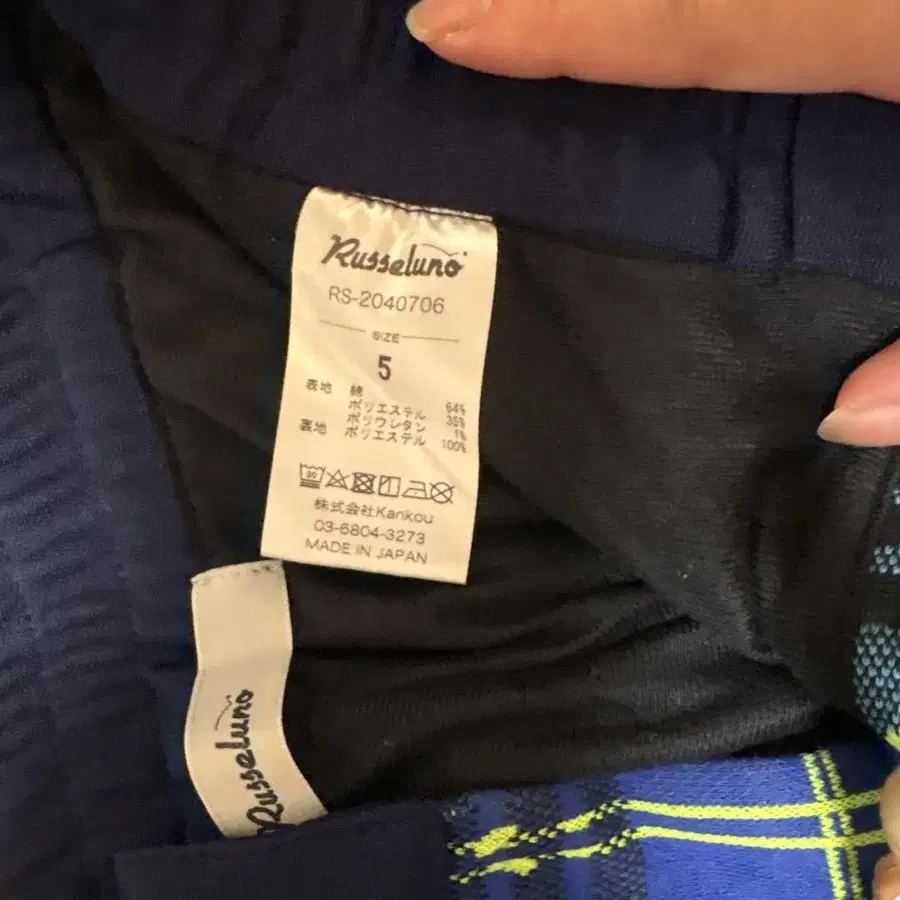 Russeluno
RS-2040706
SIZE
5
表地 綿 64%
ポリエステル 35%
ポリウレタン 1%
裏地 ポリエステル 100%
30
株式会社Kankou
03-6804-3273
MADE IN JAPAN
Russeluno